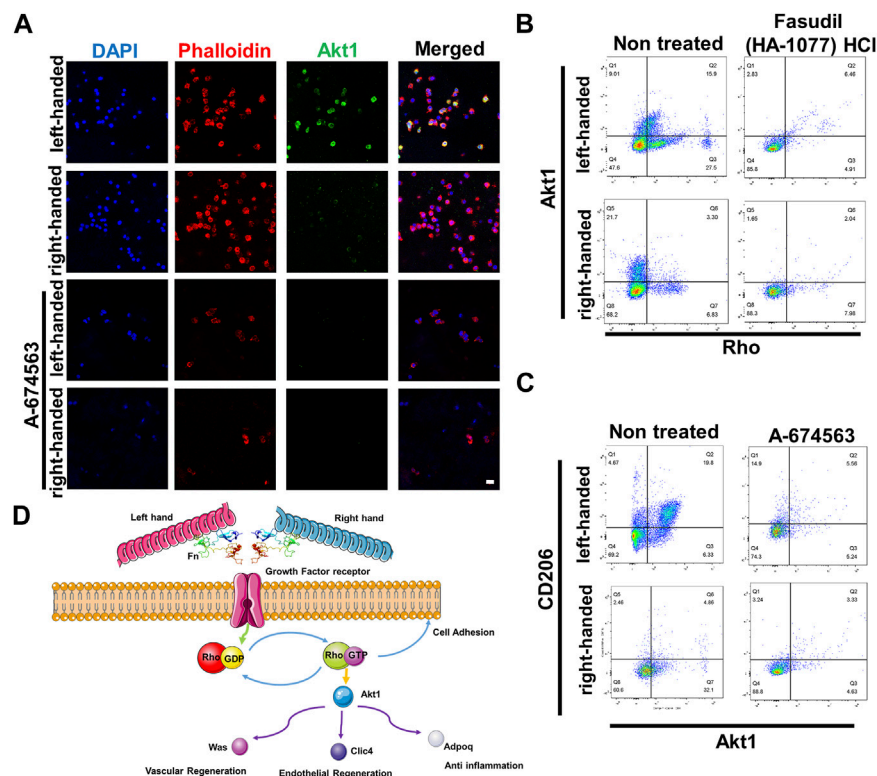 A
DAPI
Phalloidin
Akt1
Merged
left-handed
right-handed
A-674563
left-handed
right-handed
B
Non treated
Fasudil
(HA-1077) HCl
Akt1
left-handed
Q1
9.01
Q2
15.9
Q4
47.6
Q3
27.5
Q1
2.83
Q2
6.46
Q4
85.8
Q3
4.91
right-handed
Q5
21.7
Q6
3.30
Q8
68.2
Q7
6.83
Q5
1.65
Q6
2.04
Q8
88.3
Q7
7.98
Rho
C
Non treated
A-674563
CD206
left-handed
Q1
4.67
Q2
19.8
Q4
69.2
Q3
6.33
Q1
14.9
Q2
5.56
Q4
74.3
Q3
5.24
right-handed
Q5
2.46
Q6
4.86
Q8
60.6
Q7
32.1
Q1
3.24
Q2
3.33
Q4
88.8
Q3
4.63
Akt1
D
Left hand
Right hand
Fn
Growth Factor receptor
Cell Adhesion
Rho
GDP
Rho
GTP
Akt1
Was
Clic4
Adpoq
Vascular Regeneration
Endothelial Regeneration
Anti inflammation